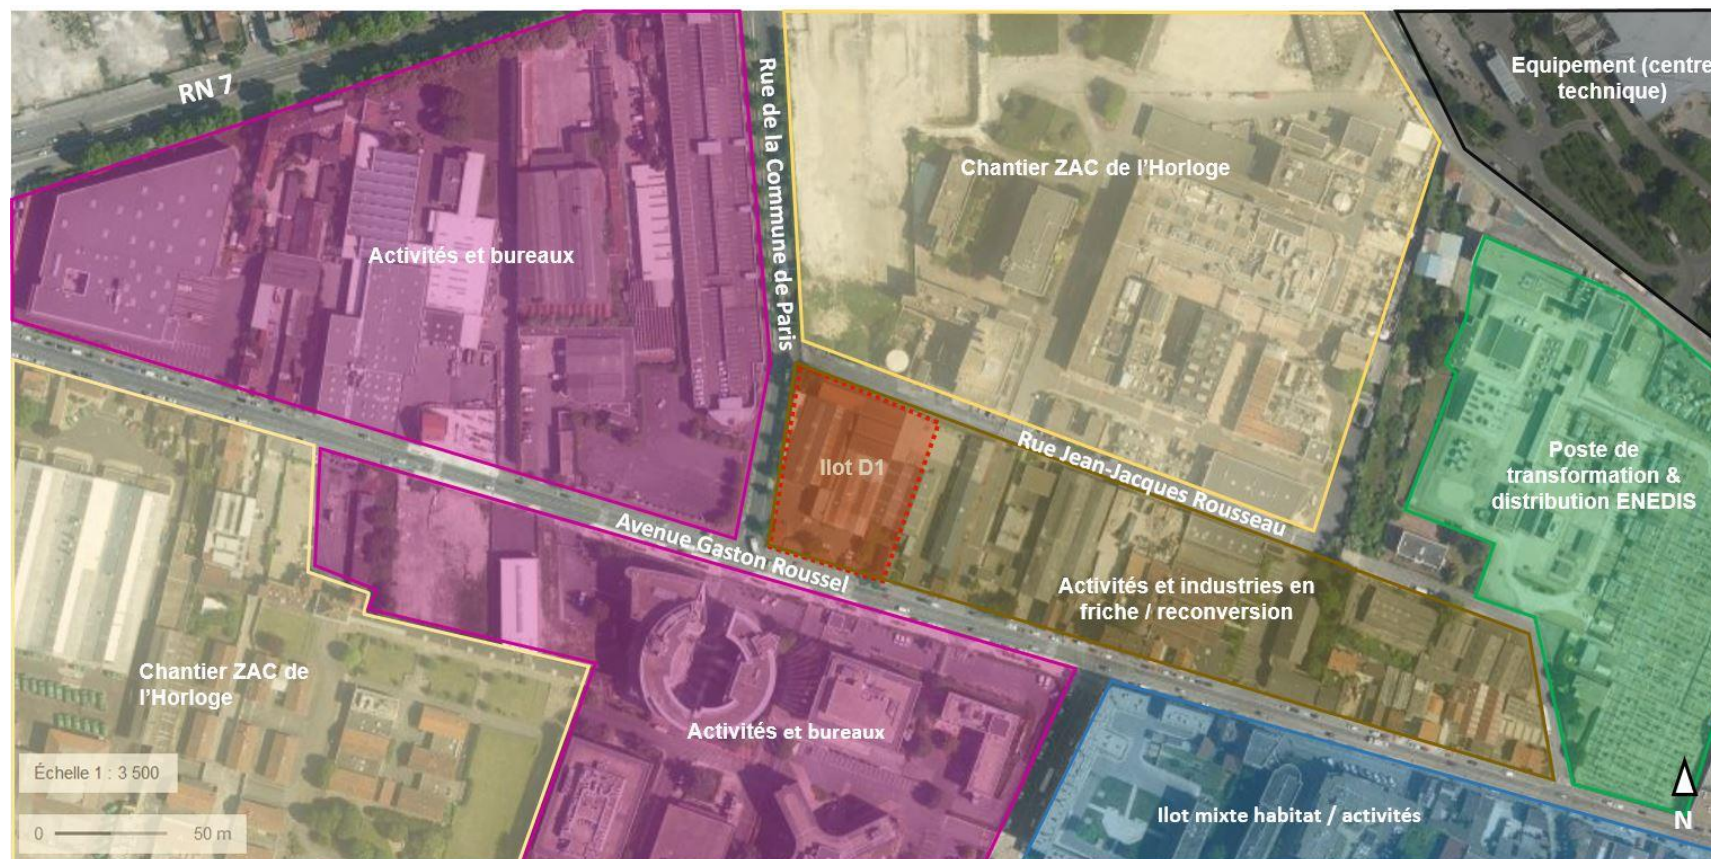 RN 7
Rue de la Commune de Paris
Equipement (centre
technique)
Chantier ZAC de l'Horloge
Activités et bureaux
Ilot D1
Rue Jean-Jacques Rousseau
Poste de
transformation &
distribution ENEDIS
Avenue Gaston Roussel
Activités et industries en
friche / reconversion
Chantier ZAC de
l'Horloge
Activités et bureaux
Échelle 1 : 3 500
0 50 m
Ilot mixte habitat / activités
N